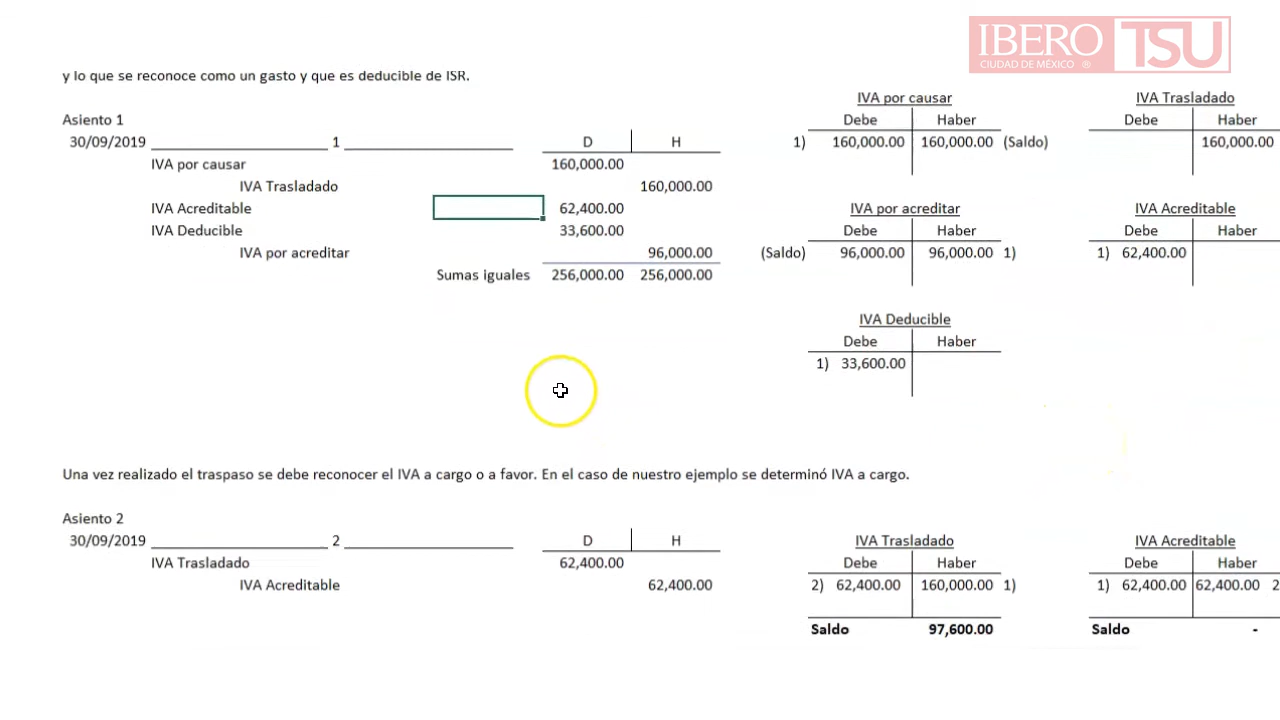 IBERO TSU
CIUDAD DE MÉXICO ®
y lo que se reconoce como un gasto y que es deducible de ISR.
IVA por causar IVA Trasladado
Asiento 1 Debe Haber Debe Haber
30/09/2019 1 D H 1) 160,000.00 160,000.00 (Saldo) 160,000.00
IVA por causar 160,000.00
IVA Trasladado 160,000.00
IVA Acreditable 62,400.00 IVA por acreditar IVA Acreditable
IVA Deducible 33,600.00 Debe Haber Debe Haber
IVA por acreditar 96,000.00 (Saldo) 96,000.00 96,000.00 1) 1) 62,400.00
Sumas iguales 256,000.00 256,000.00
IVA Deducible
Debe Haber
1) 33,600.00
Una vez realizado el traspaso se debe reconocer el IVA a cargo o a favor. En el caso de nuestro ejemplo se determinó IVA a cargo.
Asiento 2
30/09/2019 2 D H IVA Trasladado IVA Acreditable
IVA Trasladado 62,400.00 Debe Haber Debe Haber
IVA Acreditable 62,400.00 2) 62,400.00 160,000.00 1) 1) 62,400.00 62,400.00 2
Saldo 97,600.00 Saldo -